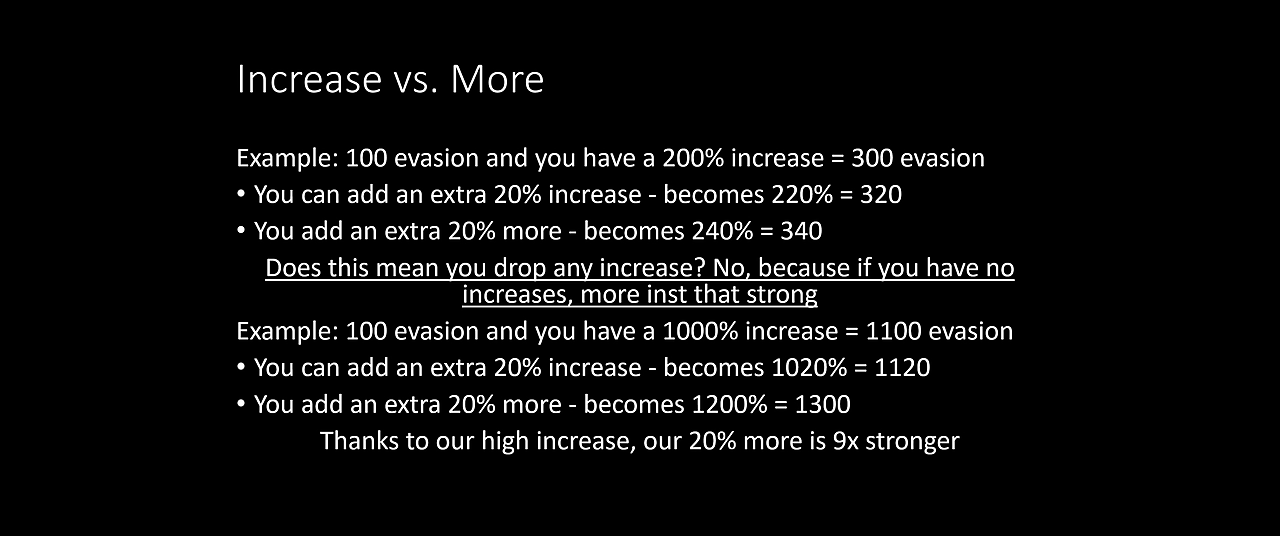 Increase vs. More
Example: 100 evasion and you have a 200% increase = 300 evasion
• You can add an extra 20% increase - becomes 220% = 320
• You add an extra 20% more - becomes 240% = 340
Does this mean you drop any increase? No, because if you have no
increases, more inst that strong
Example: 100 evasion and you have a 1000% increase = 1100 evasion
• You can add an extra 20% increase - becomes 1020% = 1120
• You add an extra 20% more - becomes 1200% = 1300
Thanks to our high increase, our 20% more is 9x stronger